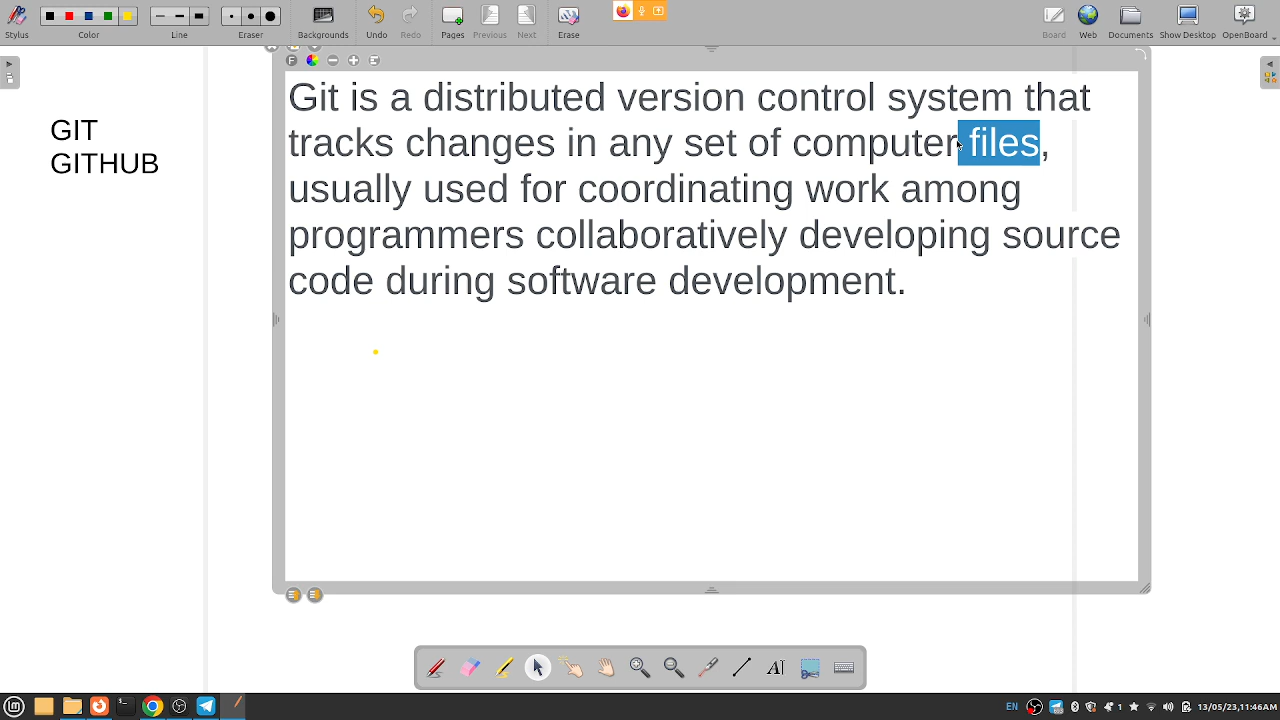 Stylus
Color
Line
Eraser
Backgrounds
Undo
Redo
Pages
Previous
Next
Erase
Board
Web
Documents
Show Desktop
OpenBoard
F
GIT
GITHUB
Git is a distributed version control system that
tracks changes in any set of computer files,
usually used for coordinating work among
programmers collaboratively developing source
code during software development.
EN
1
13/05/23,11:46AM